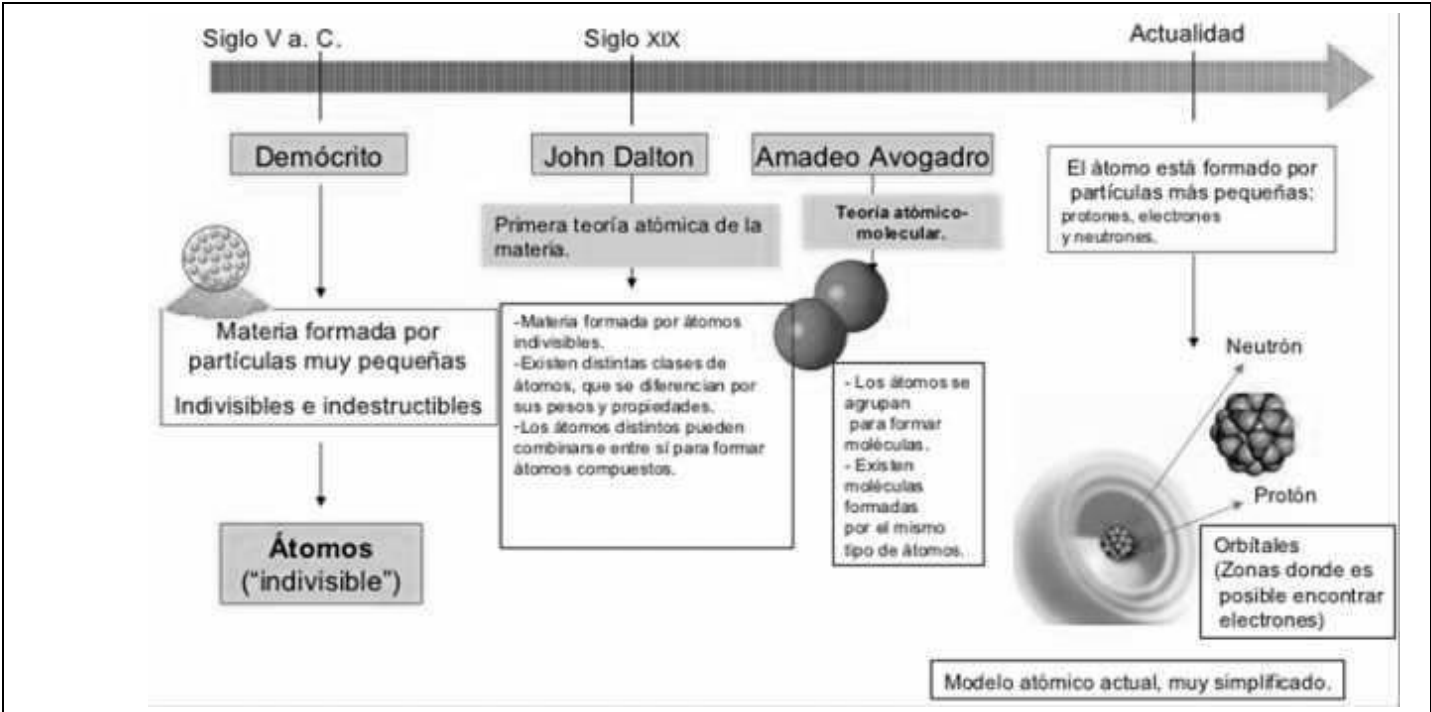 Siglo V a. C.
Siglo XIX
Actualidad
Demócrito
Materia formada por
partículas muy pequeñas
Indivisibles e indestructibles
Átomos
("indivisible")
John Dalton
Primera teoría atómica de la
materia.
-Materia formada por átomos
indivisibles.
-Existen distintas clases de
átomos, que se diferencian por
sus pesos y propiedades.
-Los átomos distintos pueden
combinarse entre sí para formar
átomos compuestos.
Amadeo Avogadro
Teoría atómico-
molecular.
- Los átomos se
agrupan
para formar
moléculas.
- Existen
moléculas
formadas
por el mismo
tipo de átomos.
El átomo está formado por
partículas más pequeñas:
protones, electrones
y neutrones.
Neutrón
Protón
Orbítales
(Zonas donde es
posible encontrar
electrones)
Modelo atómico actual, muy simplificado.